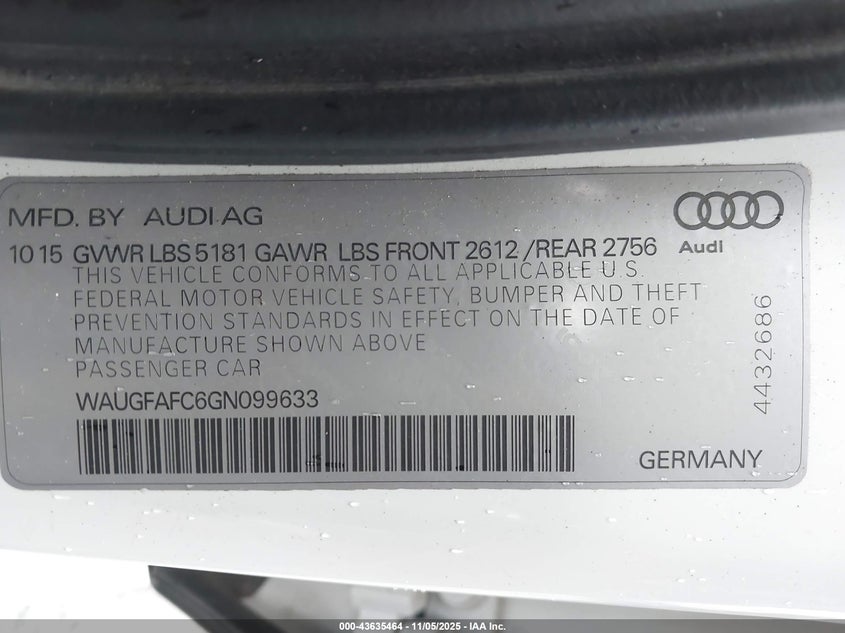 MFD. BY AUDI AG
10 15 GVWR LBS 5181 GAWR LBS FRONT 2612 /REAR 2756
Audi
THIS VEHICLE CONFORMS TO ALL APPLICABLE U.S.
FEDERAL MOTOR VEHICLE SAFETY, BUMPER AND THEFT
PREVENTION STANDARDS IN EFFECT ON THE DATE OF
MANUFACTURE SHOWN ABOVE
PASSENGER CAR
WAUGFAFC6GN099633
4432686
GERMANY
000-43635464 - 11/05/2025 - IAA Inc.